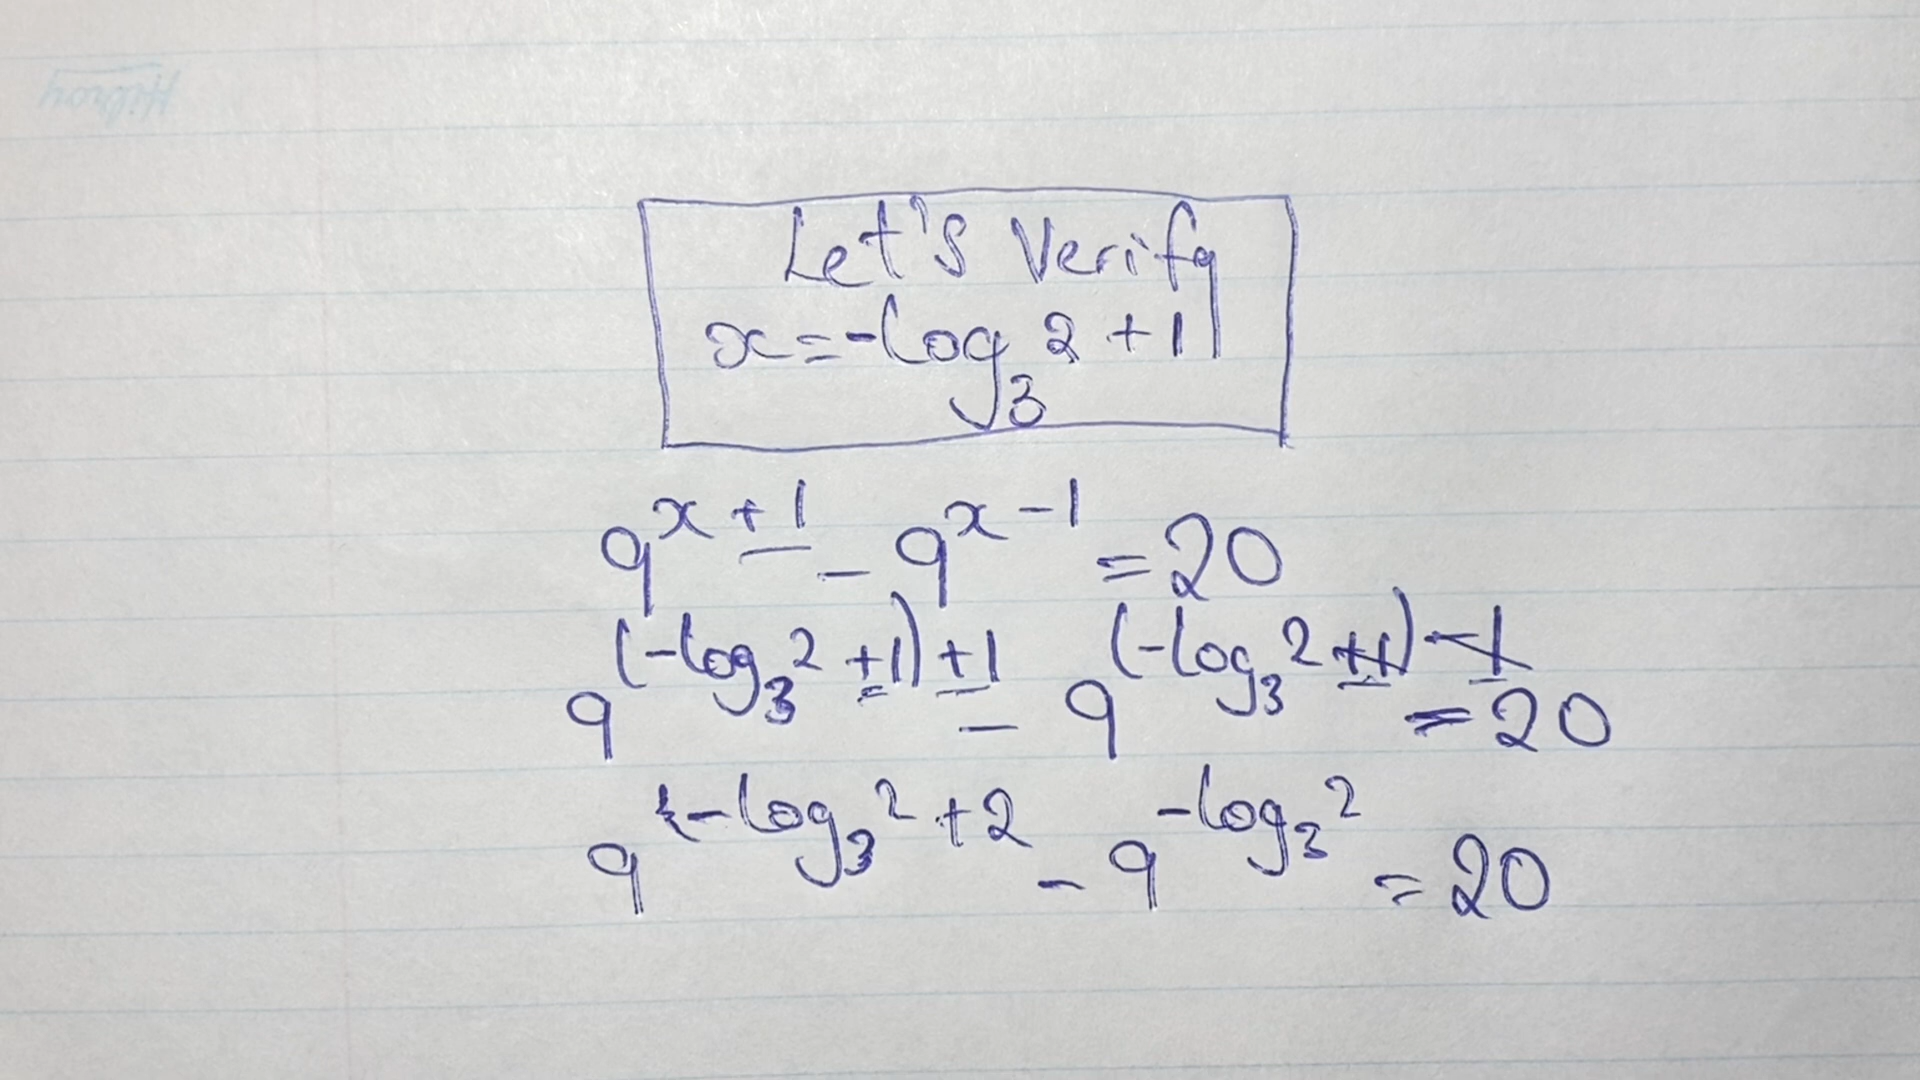 Hilroy
Let's Verify
x = -log₃ 2 + 1
9^(x+1) - 9^(x-1) = 20
9^((-log₃ 2 + 1) + 1) - 9^((-log₃ 2 + 1) - 1) = 20
9^(-log₃ 2 + 2) - 9^(-log₃ 2) = 20